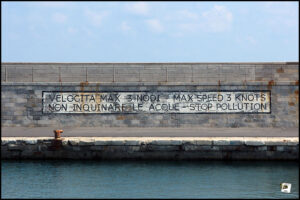 VELOCITA MAX 3 NODI - MAX SPEED 3 KNOTS
NON INQUINARE LE ACQUE - STOP POLLUTION